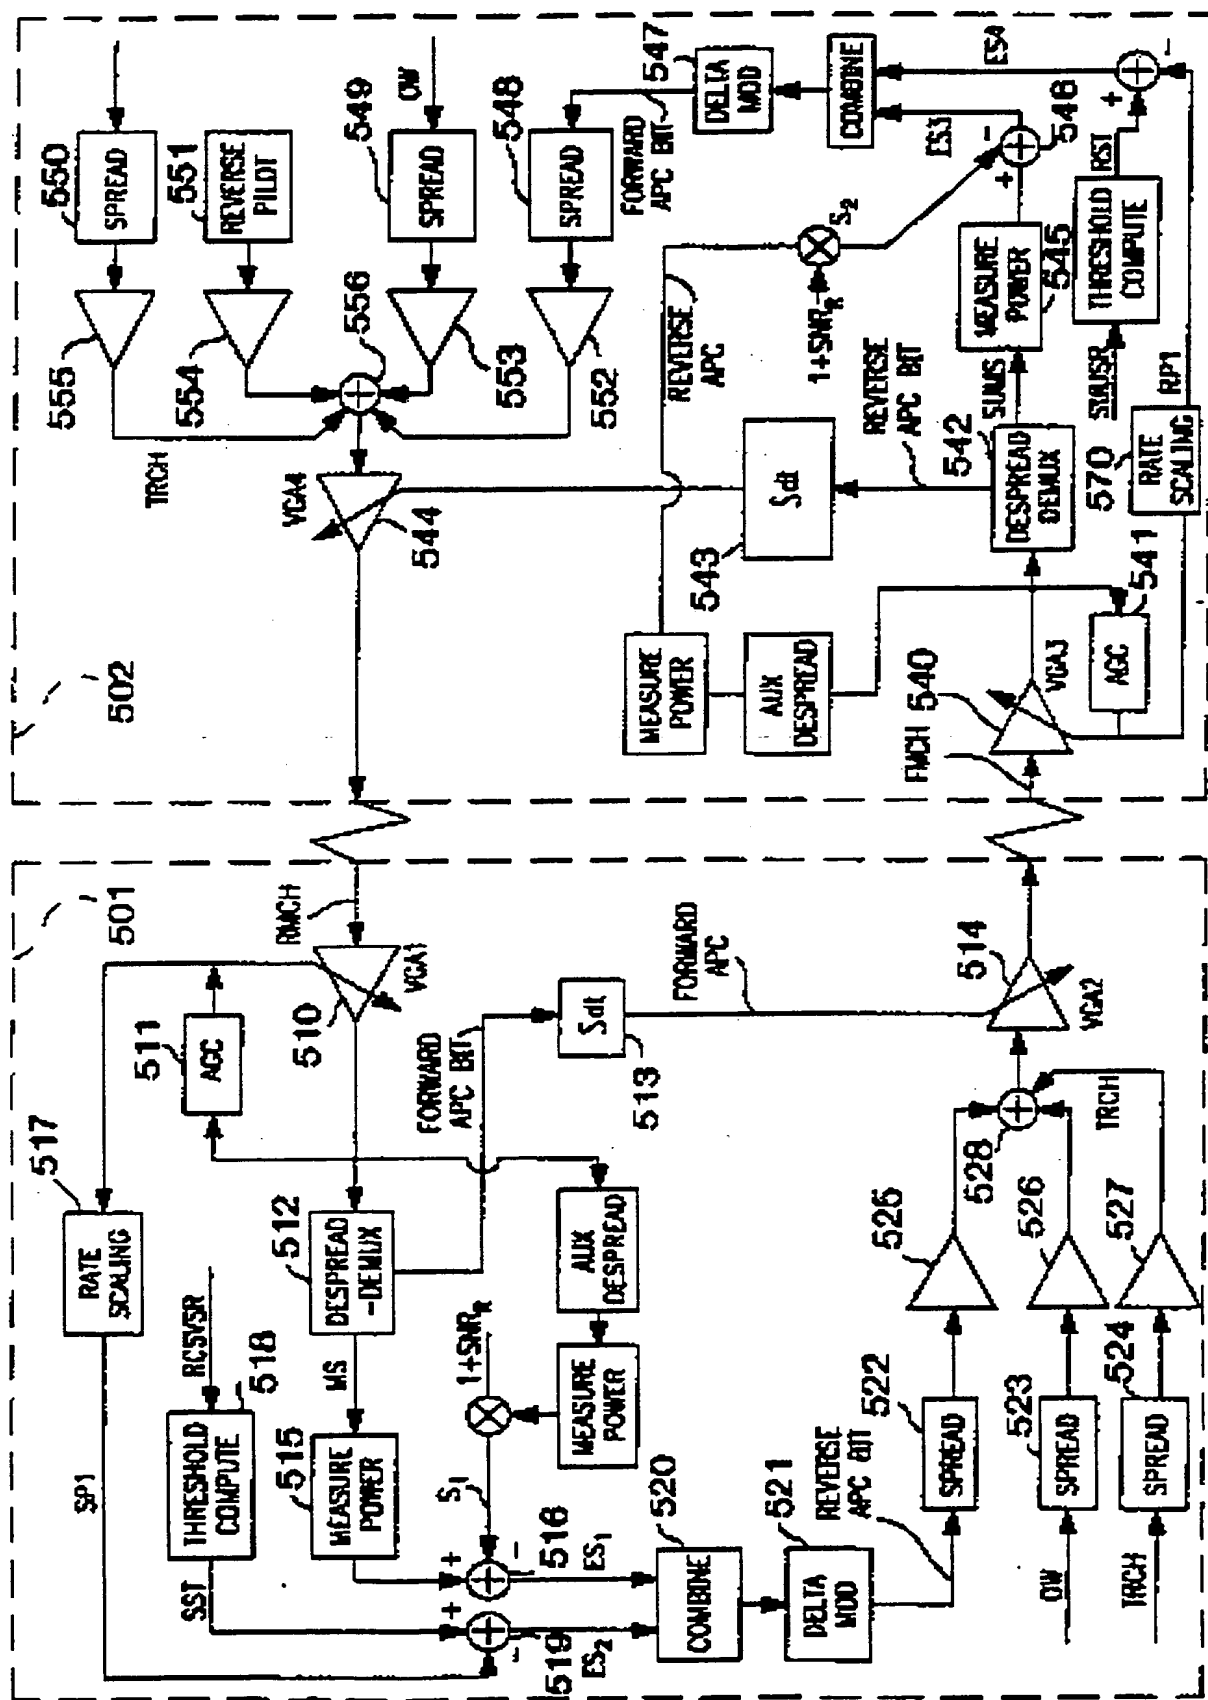 501
517
RATE
SCALING
511
AGC
RMCH
510
VGA1
SP1
RCSVSR
518
THRESHOLD
COMPUTE
512
DESPREAD
-DEMUX
FORWARD
APC BIT
Sdt
513
FORWARD
APC
SST
MS
515
MEASURE
POWER
1+SNRR
AUX
DESPREAD
MEASURE
POWER
S1
+
+
-
-
516
519
ES1
ES2
520
COMBINE
521
DELTA
MOD
REVERSE
APC BIT
522
SPREAD
523
SPREAD
524
SPREAD
OW
TRCH
525
526
527
528
TRCH
514
VGA2
502
550
SPREAD
551
REVERSE
PILOT
549
SPREAD
OW
548
SPREAD
555
554
553
552
556
TRCH
VGA4
544
FORWARD
APC BIT
547
DELTA
MOD
COMBINE
ES3
ES4
REVERSE
APC
S2
1+SNRR
MEASURE
POWER
AUX
DESPREAD
543
Sdt
REVERSE
APC BIT
542
DESPREAD
DEMUX
SUMS
MEASURE
POWER
545
+
-
546
THRESHOLD
COMPUTE
RST
+
-
570
RATE
SCALING
RP1
FMCH
540
VGA3
AGC
541